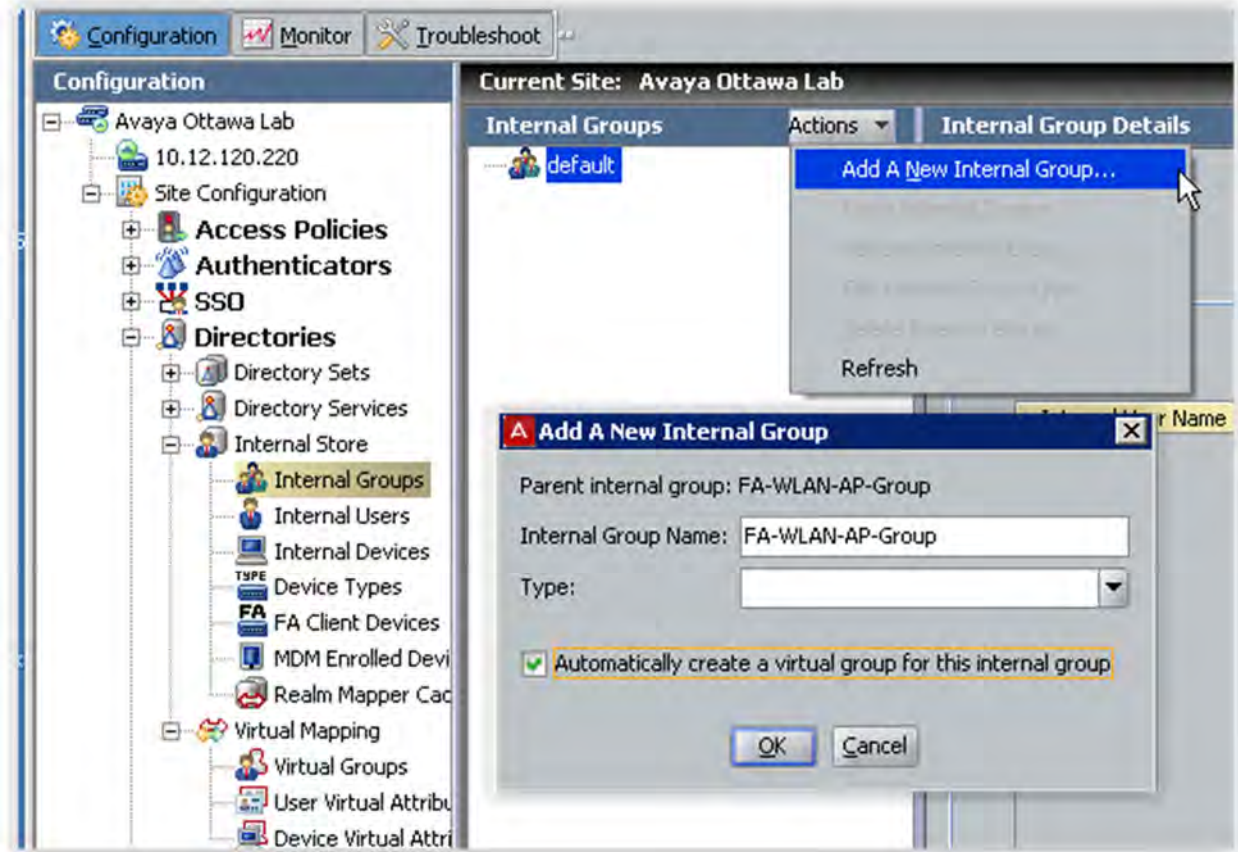 Configuration Monitor Troubleshoot
Configuration
Avaya Ottawa Lab
10.12.120.220
Site Configuration
Access Policies
Authenticators
SSO
Directories
Directory Sets
Directory Services
Internal Store
Internal Groups
Internal Users
Internal Devices
TYPE
Device Types
FA
FA Client Devices
MDM Enrolled Devi
Realm Mapper Cac
Virtual Mapping
Virtual Groups
User Virtual Attribu
Device Virtual Attri
Current Site: Avaya Ottawa Lab
Internal Groups Actions Internal Group Details
default
Add A New Internal Group...
Refresh
r Name
Add A New Internal Group
Parent internal group: FA-WLAN-AP-Group
Internal Group Name: FA-WLAN-AP-Group
Type:
Automatically create a virtual group for this internal group
OK Cancel